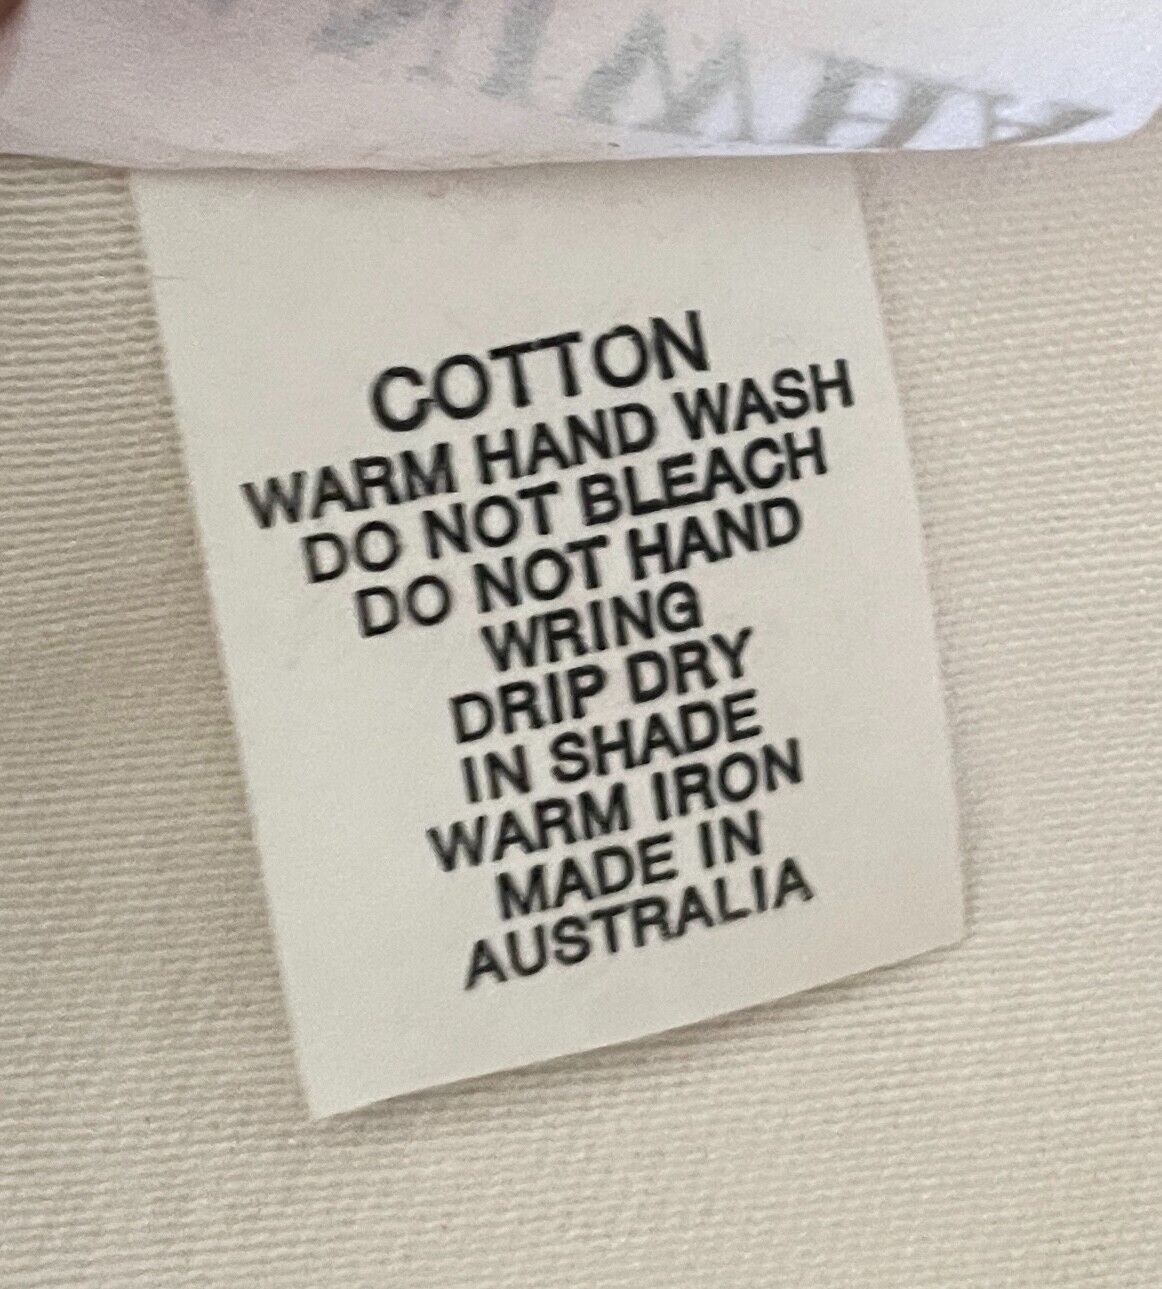 COTTON
WARM HAND WASH
DO NOT BLEACH
DO NOT HAND
WRING
DRIP DRY
IN SHADE
WARM IRON
MADE IN
AUSTRALIA